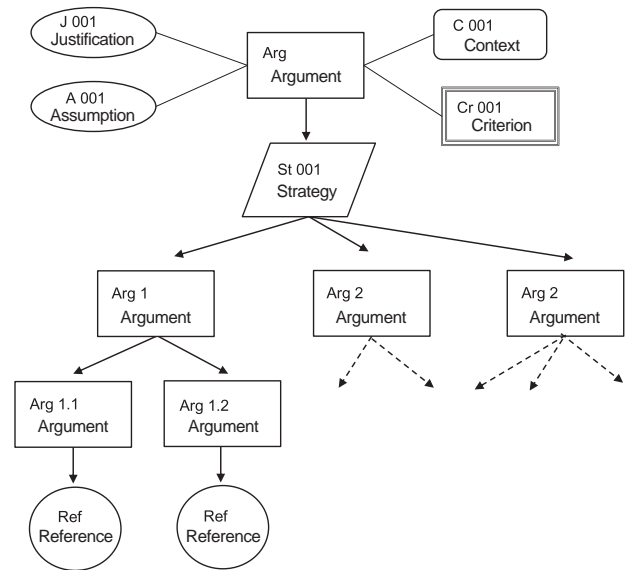 J 001
Justification
A 001
Assumption
Arg
Argument
C 001
Context
Cr 001
Criterion
St 001
Strategy
Arg 1
Argument
Arg 2
Argument
Arg 2
Argument
Arg 1.1
Argument
Arg 1.2
Argument
Ref
Reference
Ref
Reference